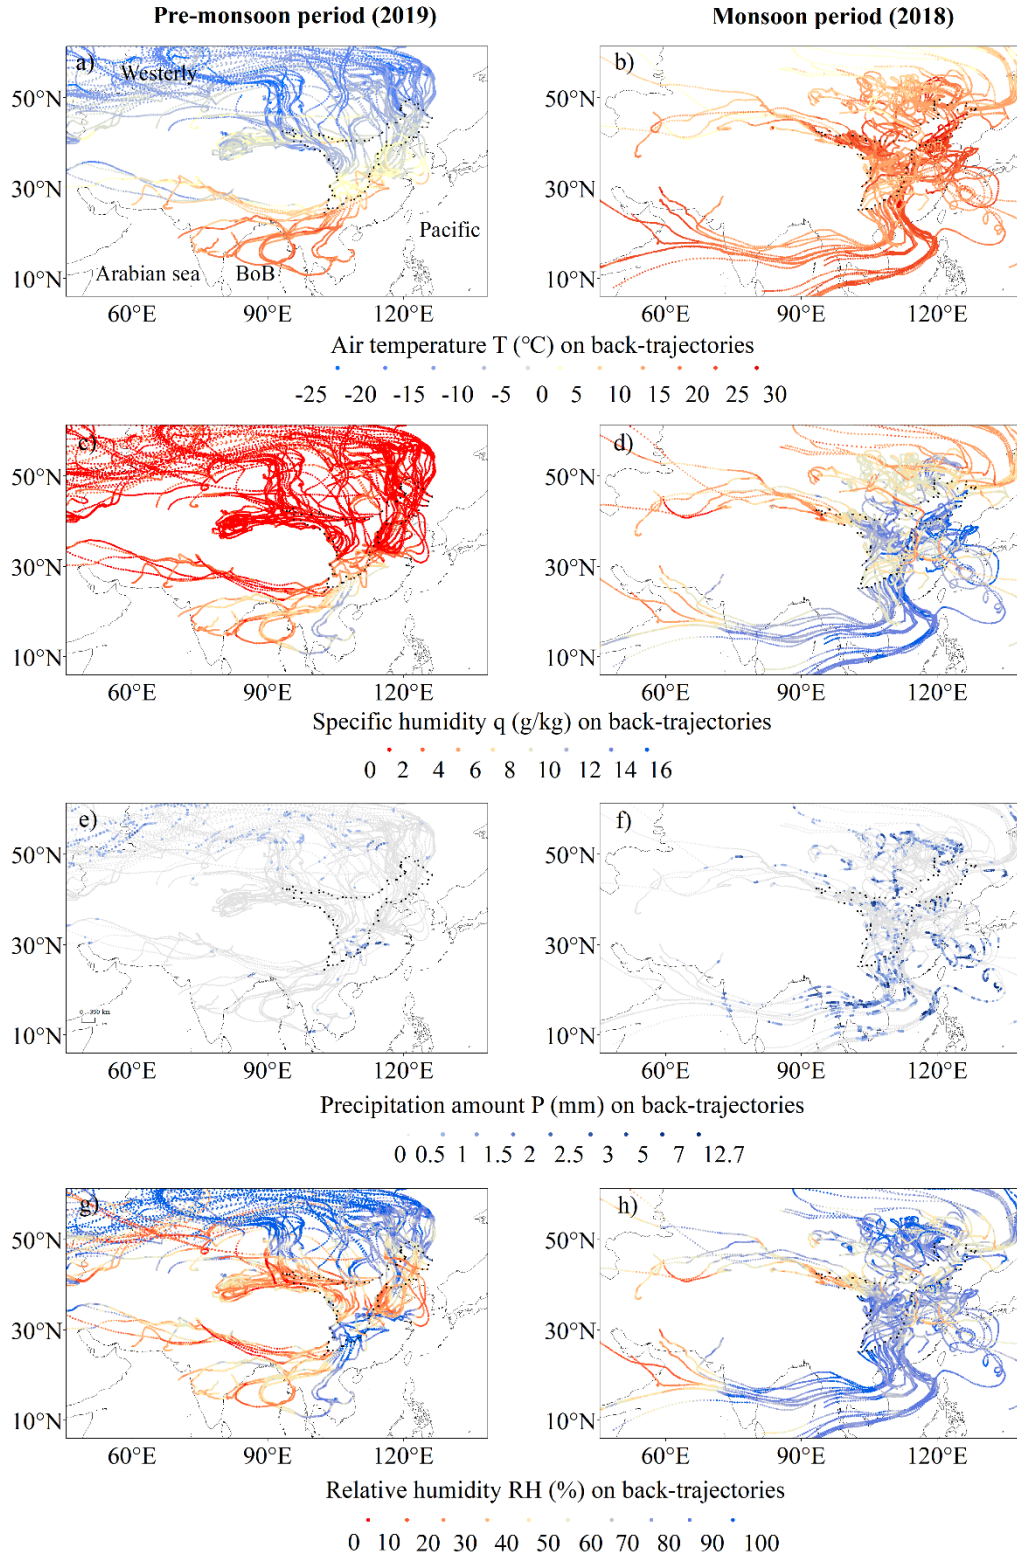 Pre-monsoon period (2019)
Monsoon period (2018)
a)
Westerly
b)
50°N
50°N
30°N
30°N
Pacific
Arabian sea
BoB
10°N
10°N
60°E 90°E 120°E
60°E 90°E 120°E
Air temperature T (°C) on back-trajectories
-25 -20 -15 -10 -5 0 5 10 15 20 25 30
c)
d)
50°N
50°N
30°N
30°N
10°N
10°N
60°E 90°E 120°E
60°E 90°E 120°E
Specific humidity q (g/kg) on back-trajectories
0 2 4 6 8 10 12 14 16
e)
f)
50°N
50°N
30°N
30°N
0 350 km
10°N
10°N
60°E 90°E 120°E
60°E 90°E 120°E
Precipitation amount P (mm) on back-trajectories
0 0.5 1 1.5 2 2.5 3 5 7 12.7
g)
h)
50°N
50°N
30°N
30°N
10°N
10°N
60°E 90°E 120°E
60°E 90°E 120°E
Relative humidity RH (%) on back-trajectories
0 10 20 30 40 50 60 70 80 90 100